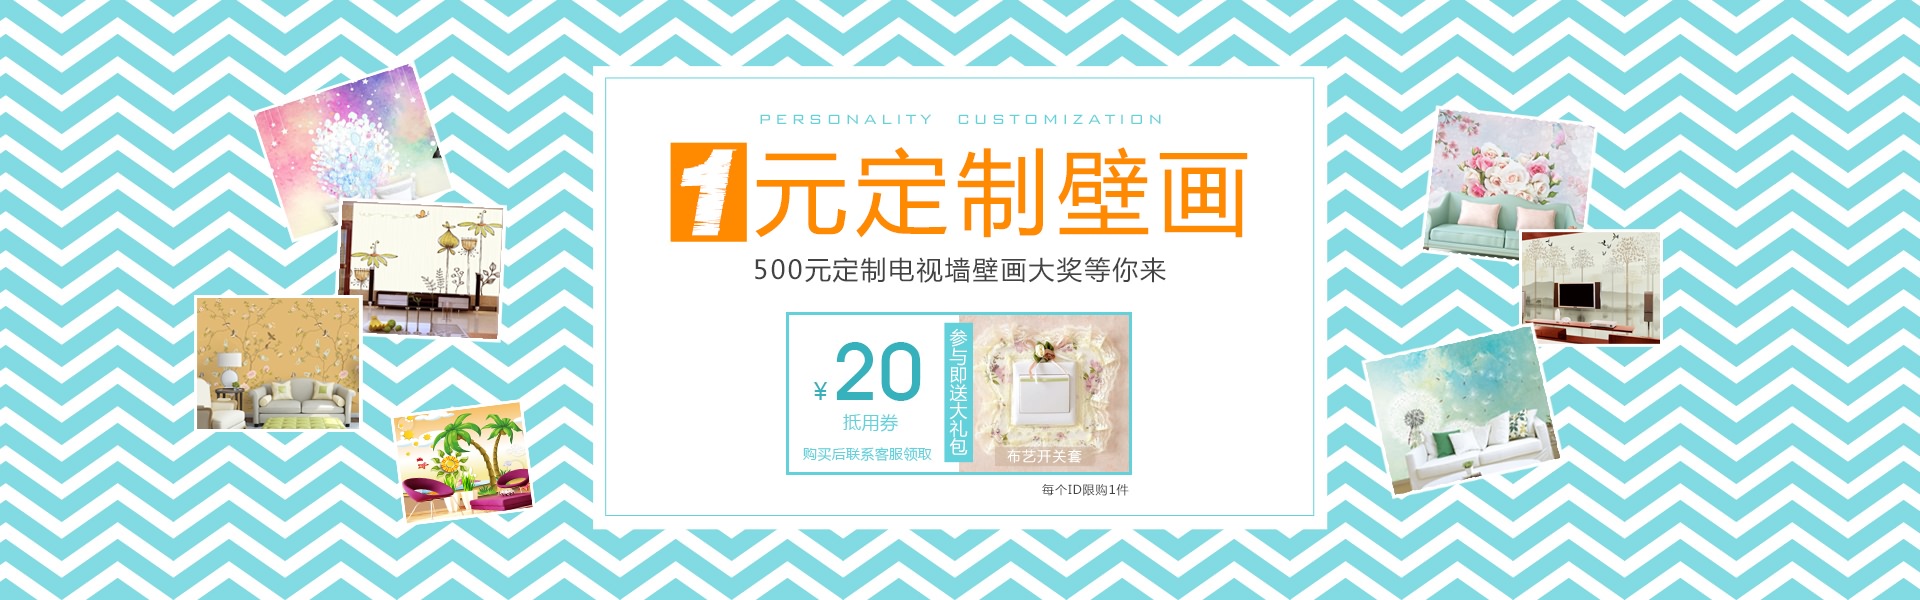 PERSONALITY CUSTOMIZATION
1元定制壁画
500元定制电视墙壁画大奖等你来
¥20
抵用券
购买后联系客服领取
参与即送大礼包
布艺开关套
每个ID限购1件